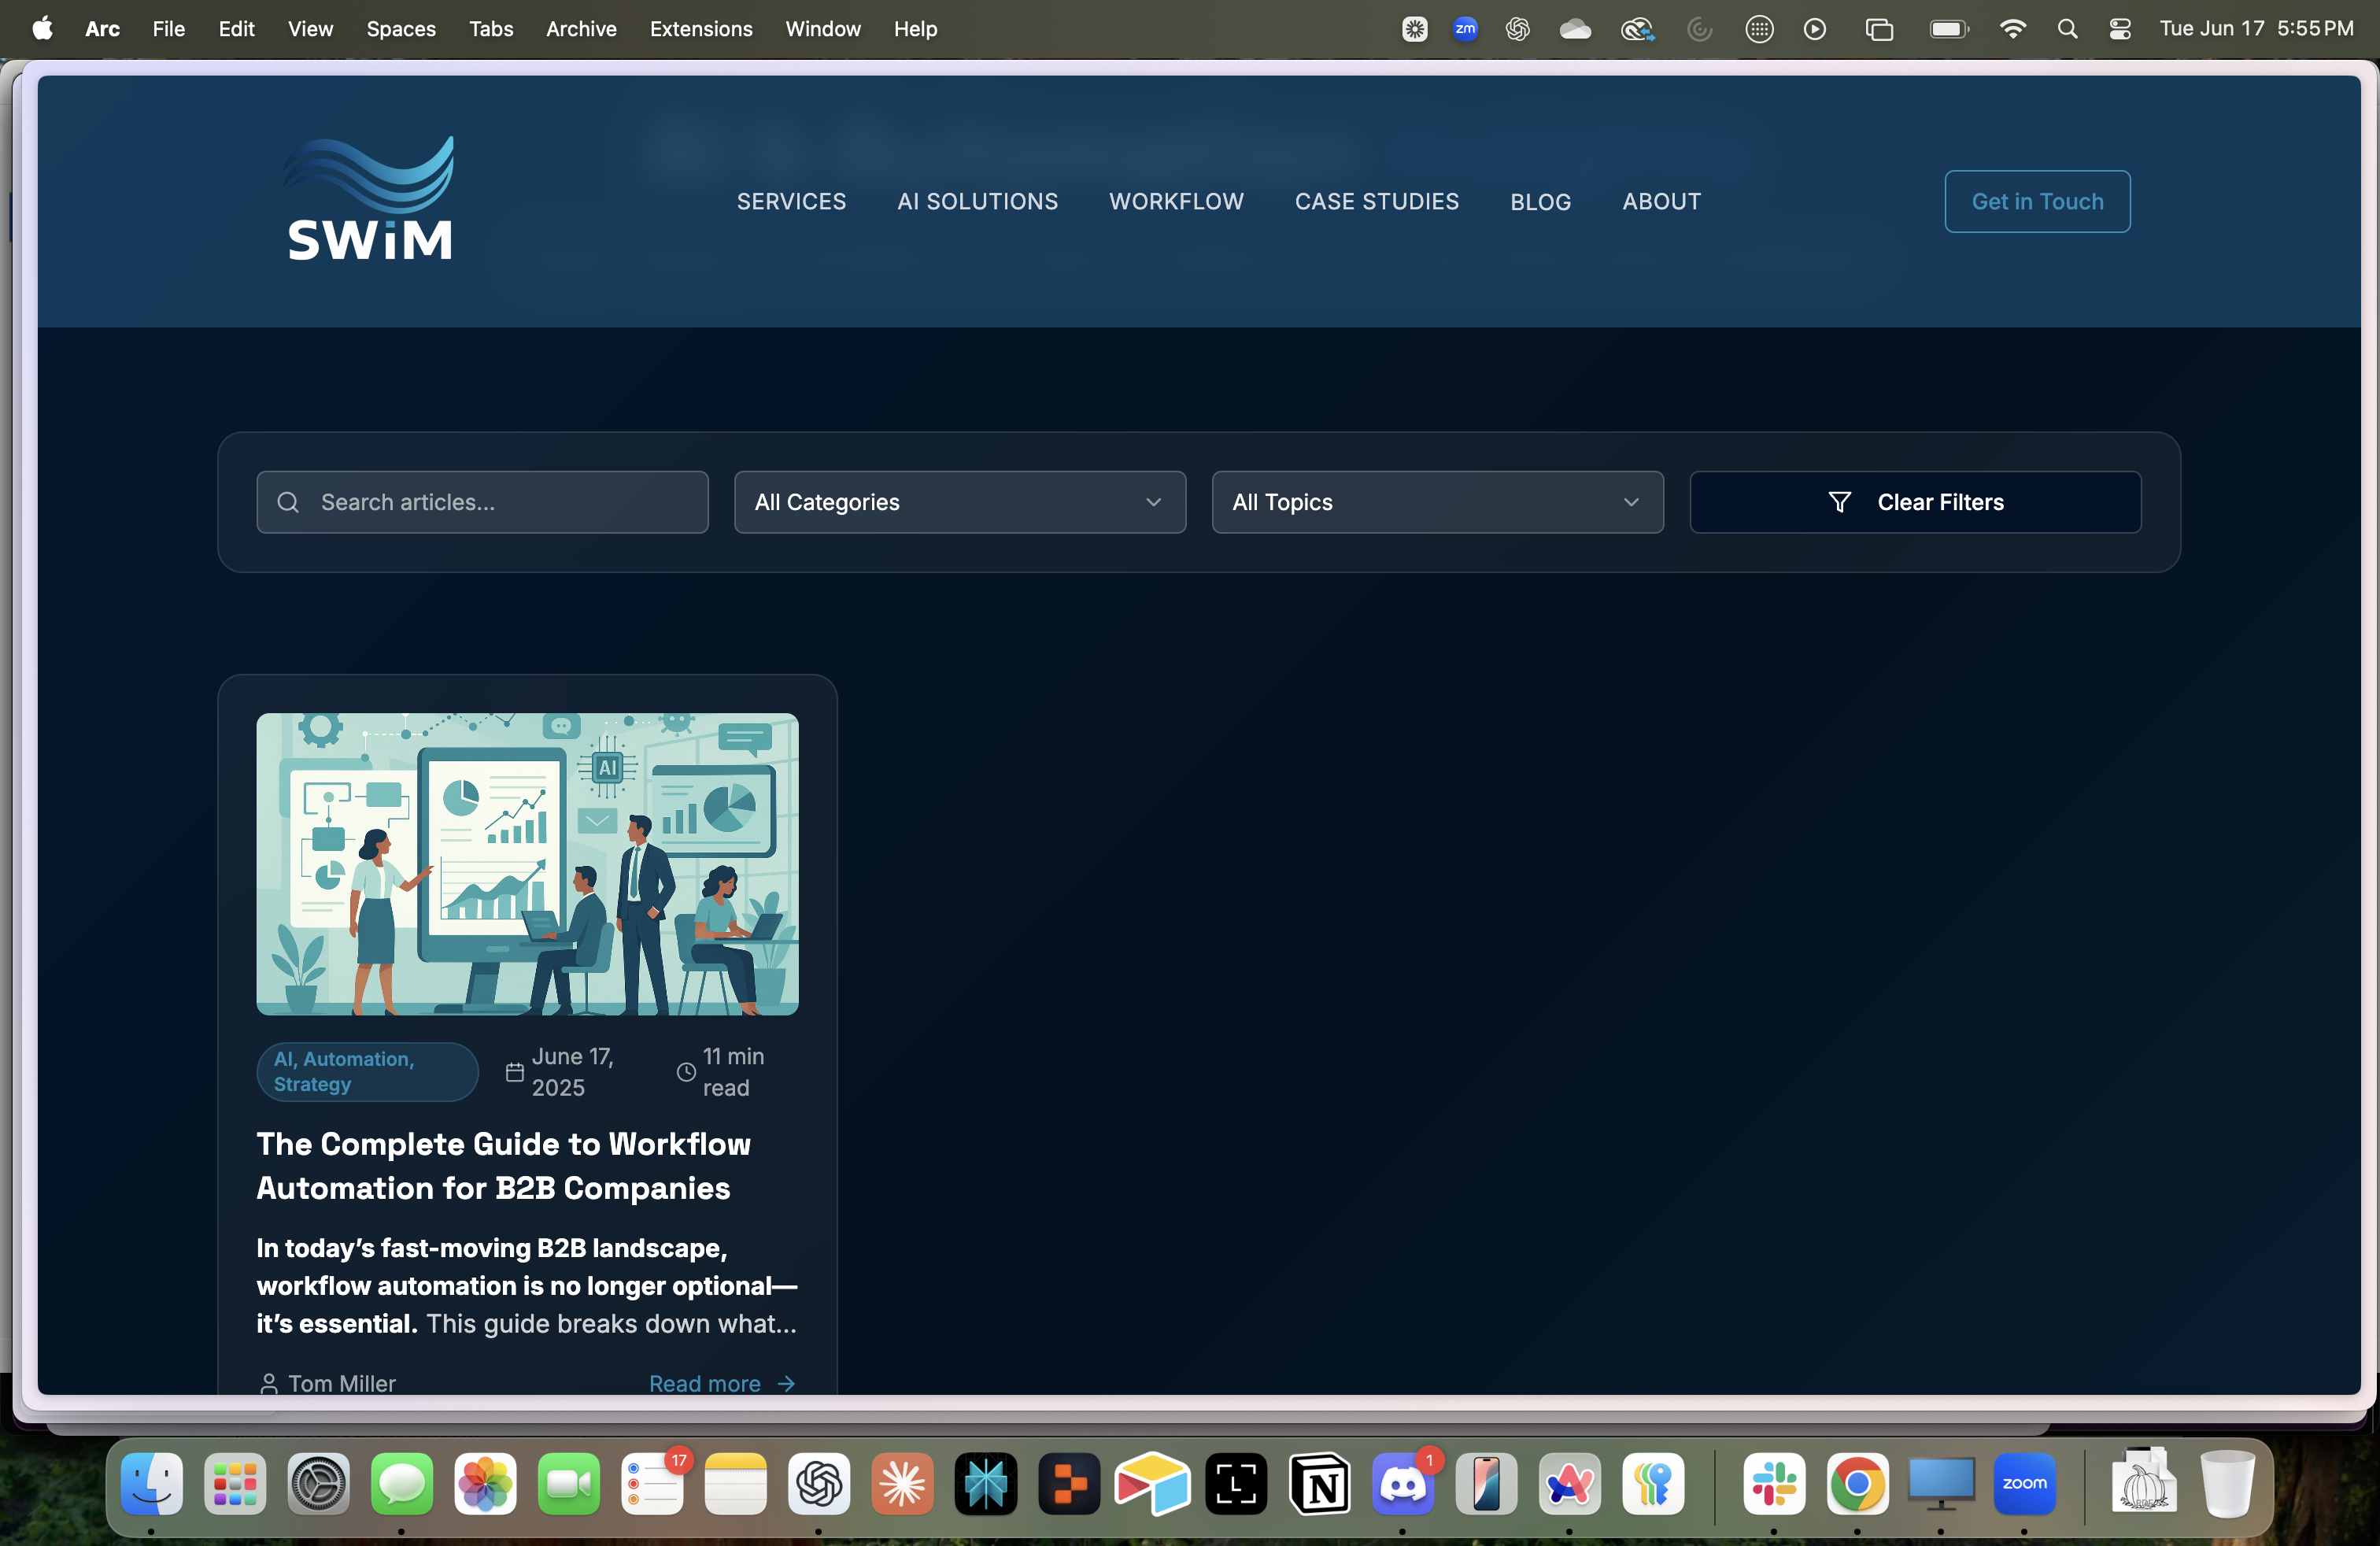 Arc File Edit View Spaces Tabs Archive Extensions Window Help zm Tue Jun 17 5:55 PM
SWiM
SERVICES AI SOLUTIONS WORKFLOW CASE STUDIES BLOG ABOUT
Get in Touch
Search articles...
All Categories
All Topics
Clear Filters
AI
AI, Automation,
Strategy
June 17,
2025
11 min
read
The Complete Guide to Workflow
Automation for B2B Companies
In today’s fast-moving B2B landscape,
workflow automation is no longer optional—
it’s essential. This guide breaks down what...
Tom Miller
Read more
17
L
N
1
zoom